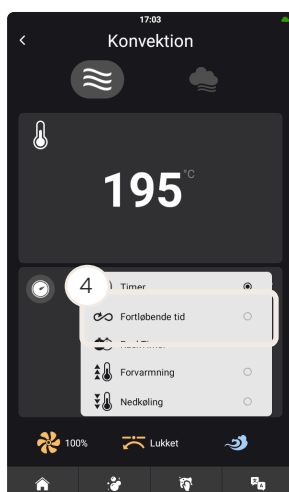 17:03
Konvektion
195 °C
4
Timer
Fortløbende tid
Forvarmning
Nedkøling
100%
Lukket